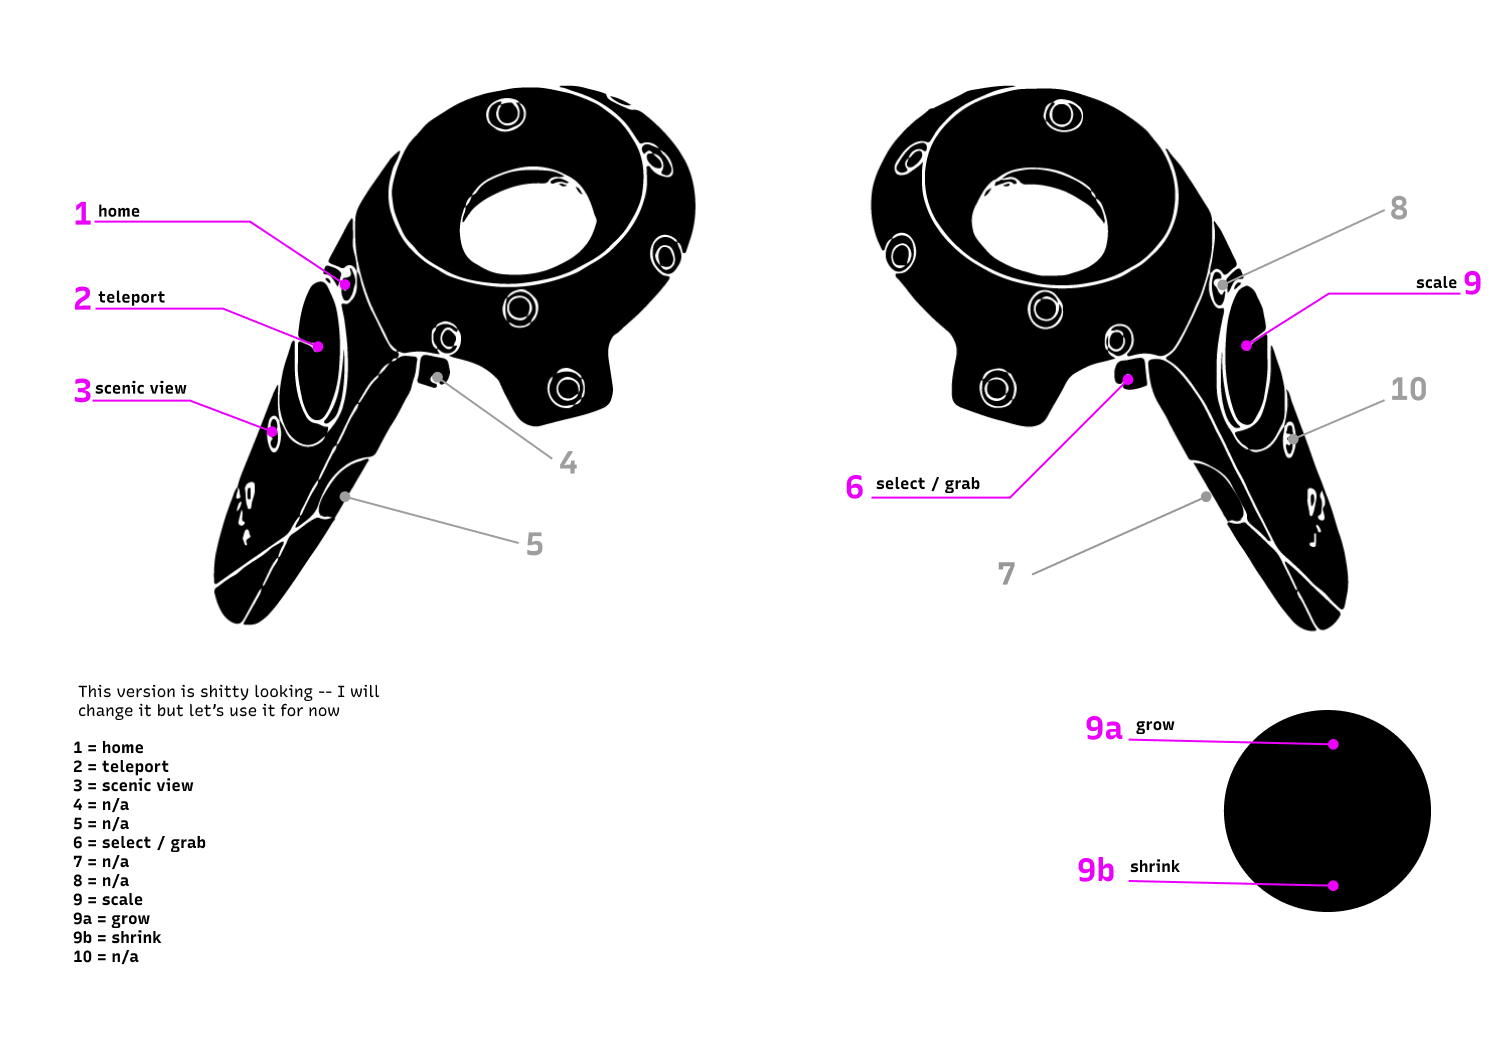 1 home
2 teleport
3 scenic view
4
5
8
scale 9
10
6 select / grab
7
This version is shitty looking -- I will
change it but let's use it for now
1 = home
2 = teleport
3 = scenic view
4 = n/a
5 = n/a
6 = select / grab
7 = n/a
8 = n/a
9 = scale
9a = grow
9b = shrink
10 = n/a
9a grow
9b shrink